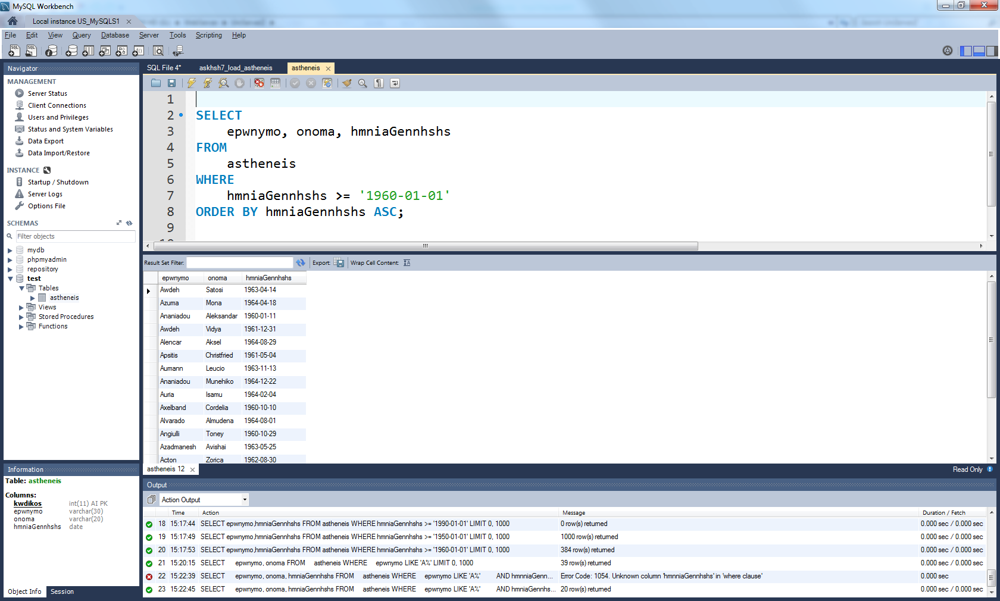 MySQL Workbench
Local instance US_MySQLS1
File Edit View Query Database Server Tools Scripting Help
Navigator
MANAGEMENT
Server Status
Client Connections
Users and Privileges
Status and System Variables
Data Export
Data Import/Restore
INSTANCE
Startup / Shutdown
Server Logs
Options File
SCHEMAS
Filter objects
mydb
phpmyadmin
repository
test
Tables
astheneis
Views
Stored Procedures
Functions
Information
Table: astheneis
Columns:
kwdikos int(11) AI PK
epwnymo varchar(30)
onoma varchar(20)
hmniaGennhshs date
Object Info Session
SQL File 4* askhsh7_load_astheneis astheneis
1
2 SELECT
3 epwnymo, onoma, hmniaGennhshs
4 FROM
5 astheneis
6 WHERE
7 hmniaGennhshs >= '1960-01-01'
8 ORDER BY hmniaGennhshs ASC;
9
Result Set Filter: Export: Wrap Cell Content:
epwnymo onoma hmniaGennhshs
Awdeh Satosi 1963-04-14
Azuma Mona 1964-04-18
Ananiadou Aleksandar 1960-01-11
Awdeh Vidya 1961-12-31
Alencar Aksel 1964-08-29
Apsitis Christfried 1961-05-04
Aumann Leucio 1963-11-13
Ananiadou Munehiko 1964-12-22
Auria Isamu 1964-02-04
Axelband Cordelia 1960-10-10
Alvarado Almudena 1964-08-01
Angiulli Toney 1960-10-29
Azadmanesh Avishai 1963-05-25
Acton Zorica 1962-08-30
astheneis 12 Read Only
Output
Action Output
Time Action Message Duration / Fetch
18 15:17:44 SELECT epwnymo,hmniaGennhshs FROM astheneis WHERE hmniaGennhshs >= '1990-01-01' LIMIT 0, 1000 0 row(s) returned 0.000 sec / 0.000 sec
19 15:17:49 SELECT epwnymo,hmniaGennhshs FROM astheneis WHERE hmniaGennhshs >= '1950-01-01' LIMIT 0, 1000 1000 row(s) returned 0.000 sec / 0.000 sec
20 15:17:53 SELECT epwnymo,hmniaGennhshs FROM astheneis WHERE hmniaGennhshs >= '1960-01-01' LIMIT 0, 1000 384 row(s) returned 0.000 sec / 0.000 sec
21 15:20:15 SELECT epwnymo, onoma FROM astheneis WHERE epwnymo LIKE 'A%' LIMIT 0, 1000 39 row(s) returned 0.000 sec / 0.000 sec
22 15:22:39 SELECT epwnymo, onoma, hmniaGennhshs FROM astheneis WHERE epwnymo LIKE 'A%' AND hmnniaGenn... Error Code: 1054. Unknown column 'hmnniaGennhshs' in 'where clause' 0.000 sec
23 15:22:45 SELECT epwnymo, onoma, hmniaGennhshs FROM astheneis WHERE epwnymo LIKE 'A%' AND hmniaGennhs... 20 row(s) returned 0.000 sec / 0.000 sec